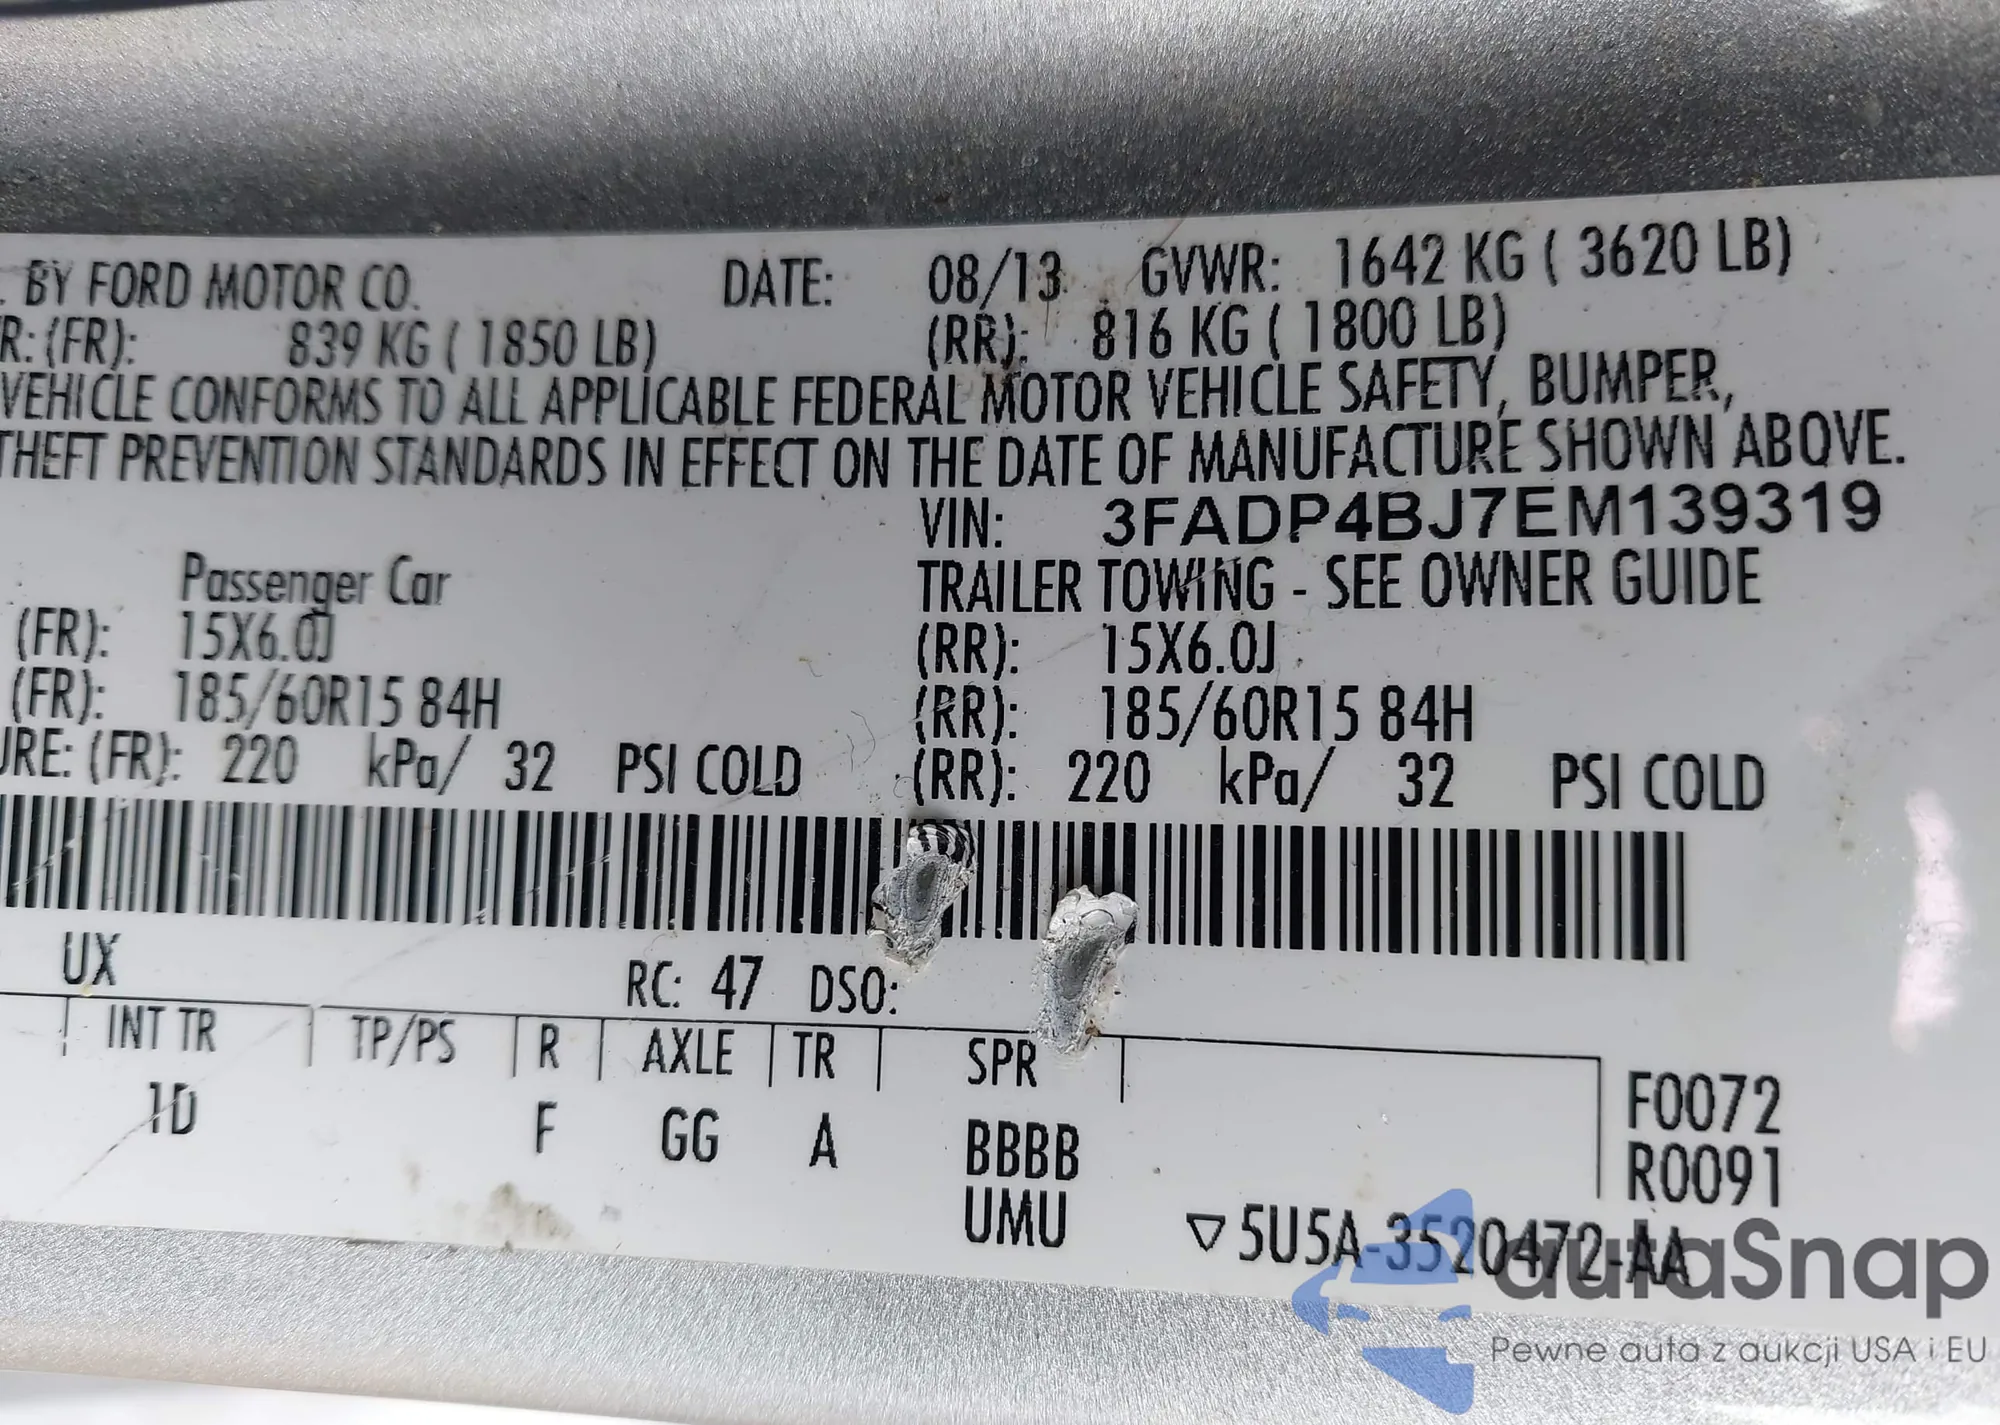 . BY FORD MOTOR CO. DATE: 08/13 GVWR: 1642 KG ( 3620 LB)
R: (FR): 839 KG ( 1850 LB) (RR): 816 KG ( 1800 LB)
VEHICLE CONFORMS TO ALL APPLICABLE FEDERAL MOTOR VEHICLE SAFETY, BUMPER,
THEFT PREVENTION STANDARDS IN EFFECT ON THE DATE OF MANUFACTURE SHOWN ABOVE.
VIN: 3FADP4BJ7EM139319
Passenger Car TRAILER TOWING - SEE OWNER GUIDE
(FR): 15X6.0J (RR): 15X6.0J
(FR): 185/60R15 84H (RR): 185/60R15 84H
URE: (FR): 220 kPa/ 32 PSI COLD (RR): 220 kPa/ 32 PSI COLD
UX RC: 47 DSO:
INT TR TP/PS R AXLE TR SPR
1D F GG A BBBB
UMU
F0072
R0091
▽5U5A-3520472-AA
autaSnap
Pewne auta z aukcji USA i EU